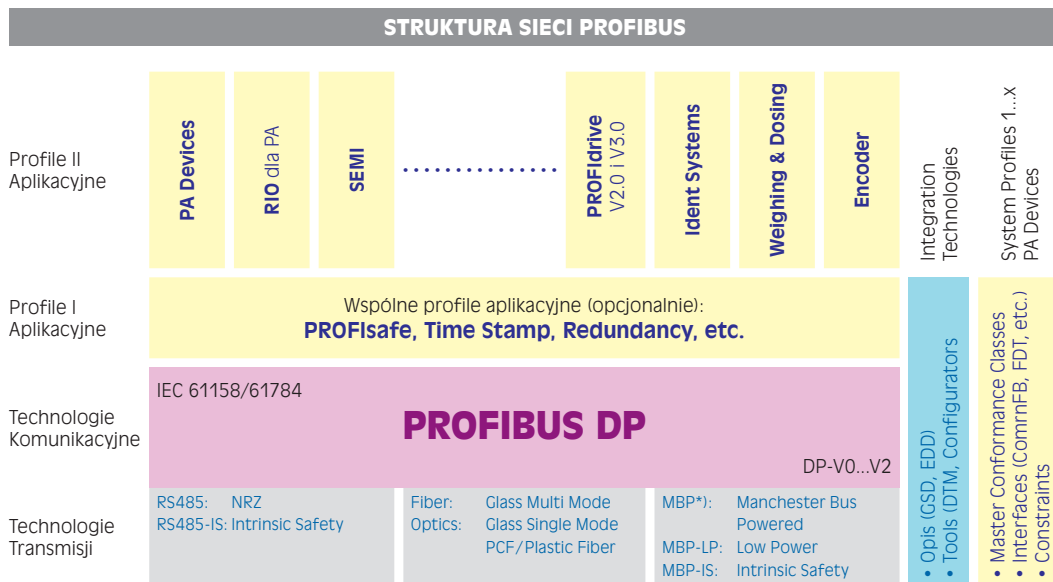 STRUKTURA SIECI PROFIBUS
Profile II
Aplikacyjne
PA Devices
RIO dla PA
SEMI
..............
PROFIdrive
V2.0 i V3.0
Ident Systems
Weighing & Dosing
Encoder
Integration
Technologies
System Profiles 1...x
PA Devices
Profile I
Aplikacyjne
Wspólne profile aplikacyjne (opcjonalnie):
PROFIsafe, Time Stamp, Redundancy, etc.
Technologie
Komunikacyjne
IEC 61158/61784
PROFIBUS DP
DP-V0...V2
Technologie
Transmisji
RS485: NRZ
RS485-IS: Intrinsic Safety
Fiber: Glass Multi Mode
Optics: Glass Single Mode
PCF/Plastic Fiber
MBP*): Manchester Bus
Powered
MBP-LP: Low Power
MBP-IS: Intrinsic Safety
• Opis (GSD, EDD)
• Tools (DTM, Configurators
• Master Conformance Classes
• Interfaces (ComrnFB, FDT, etc.)
• Constraints